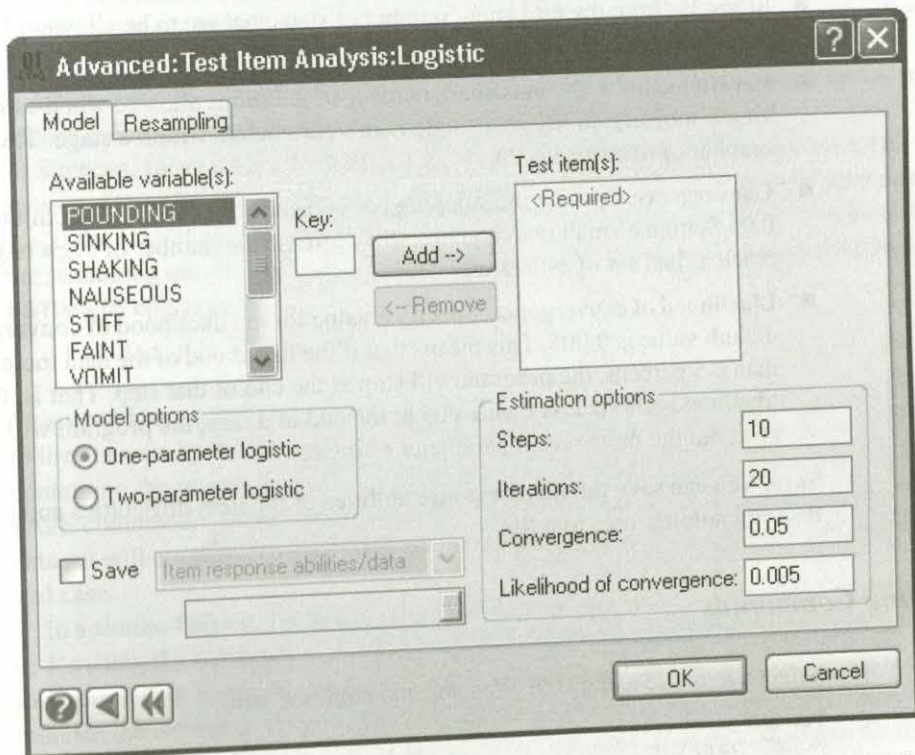 Advanced:Test Item Analysis:Logistic
Model
Resampling
Available variable(s):
POUNDING
SINKING
SHAKING
NAUSEOUS
STIFF
FAINT
VOMIT
Key:
Add -->
<-- Remove
Test item(s):
<Required>
Model options
One-parameter logistic
Two-parameter logistic
Estimation options
Steps: 10
Iterations: 20
Convergence: 0.05
Likelihood of convergence: 0.005
Save
Item response abilities/data
OK
Cancel